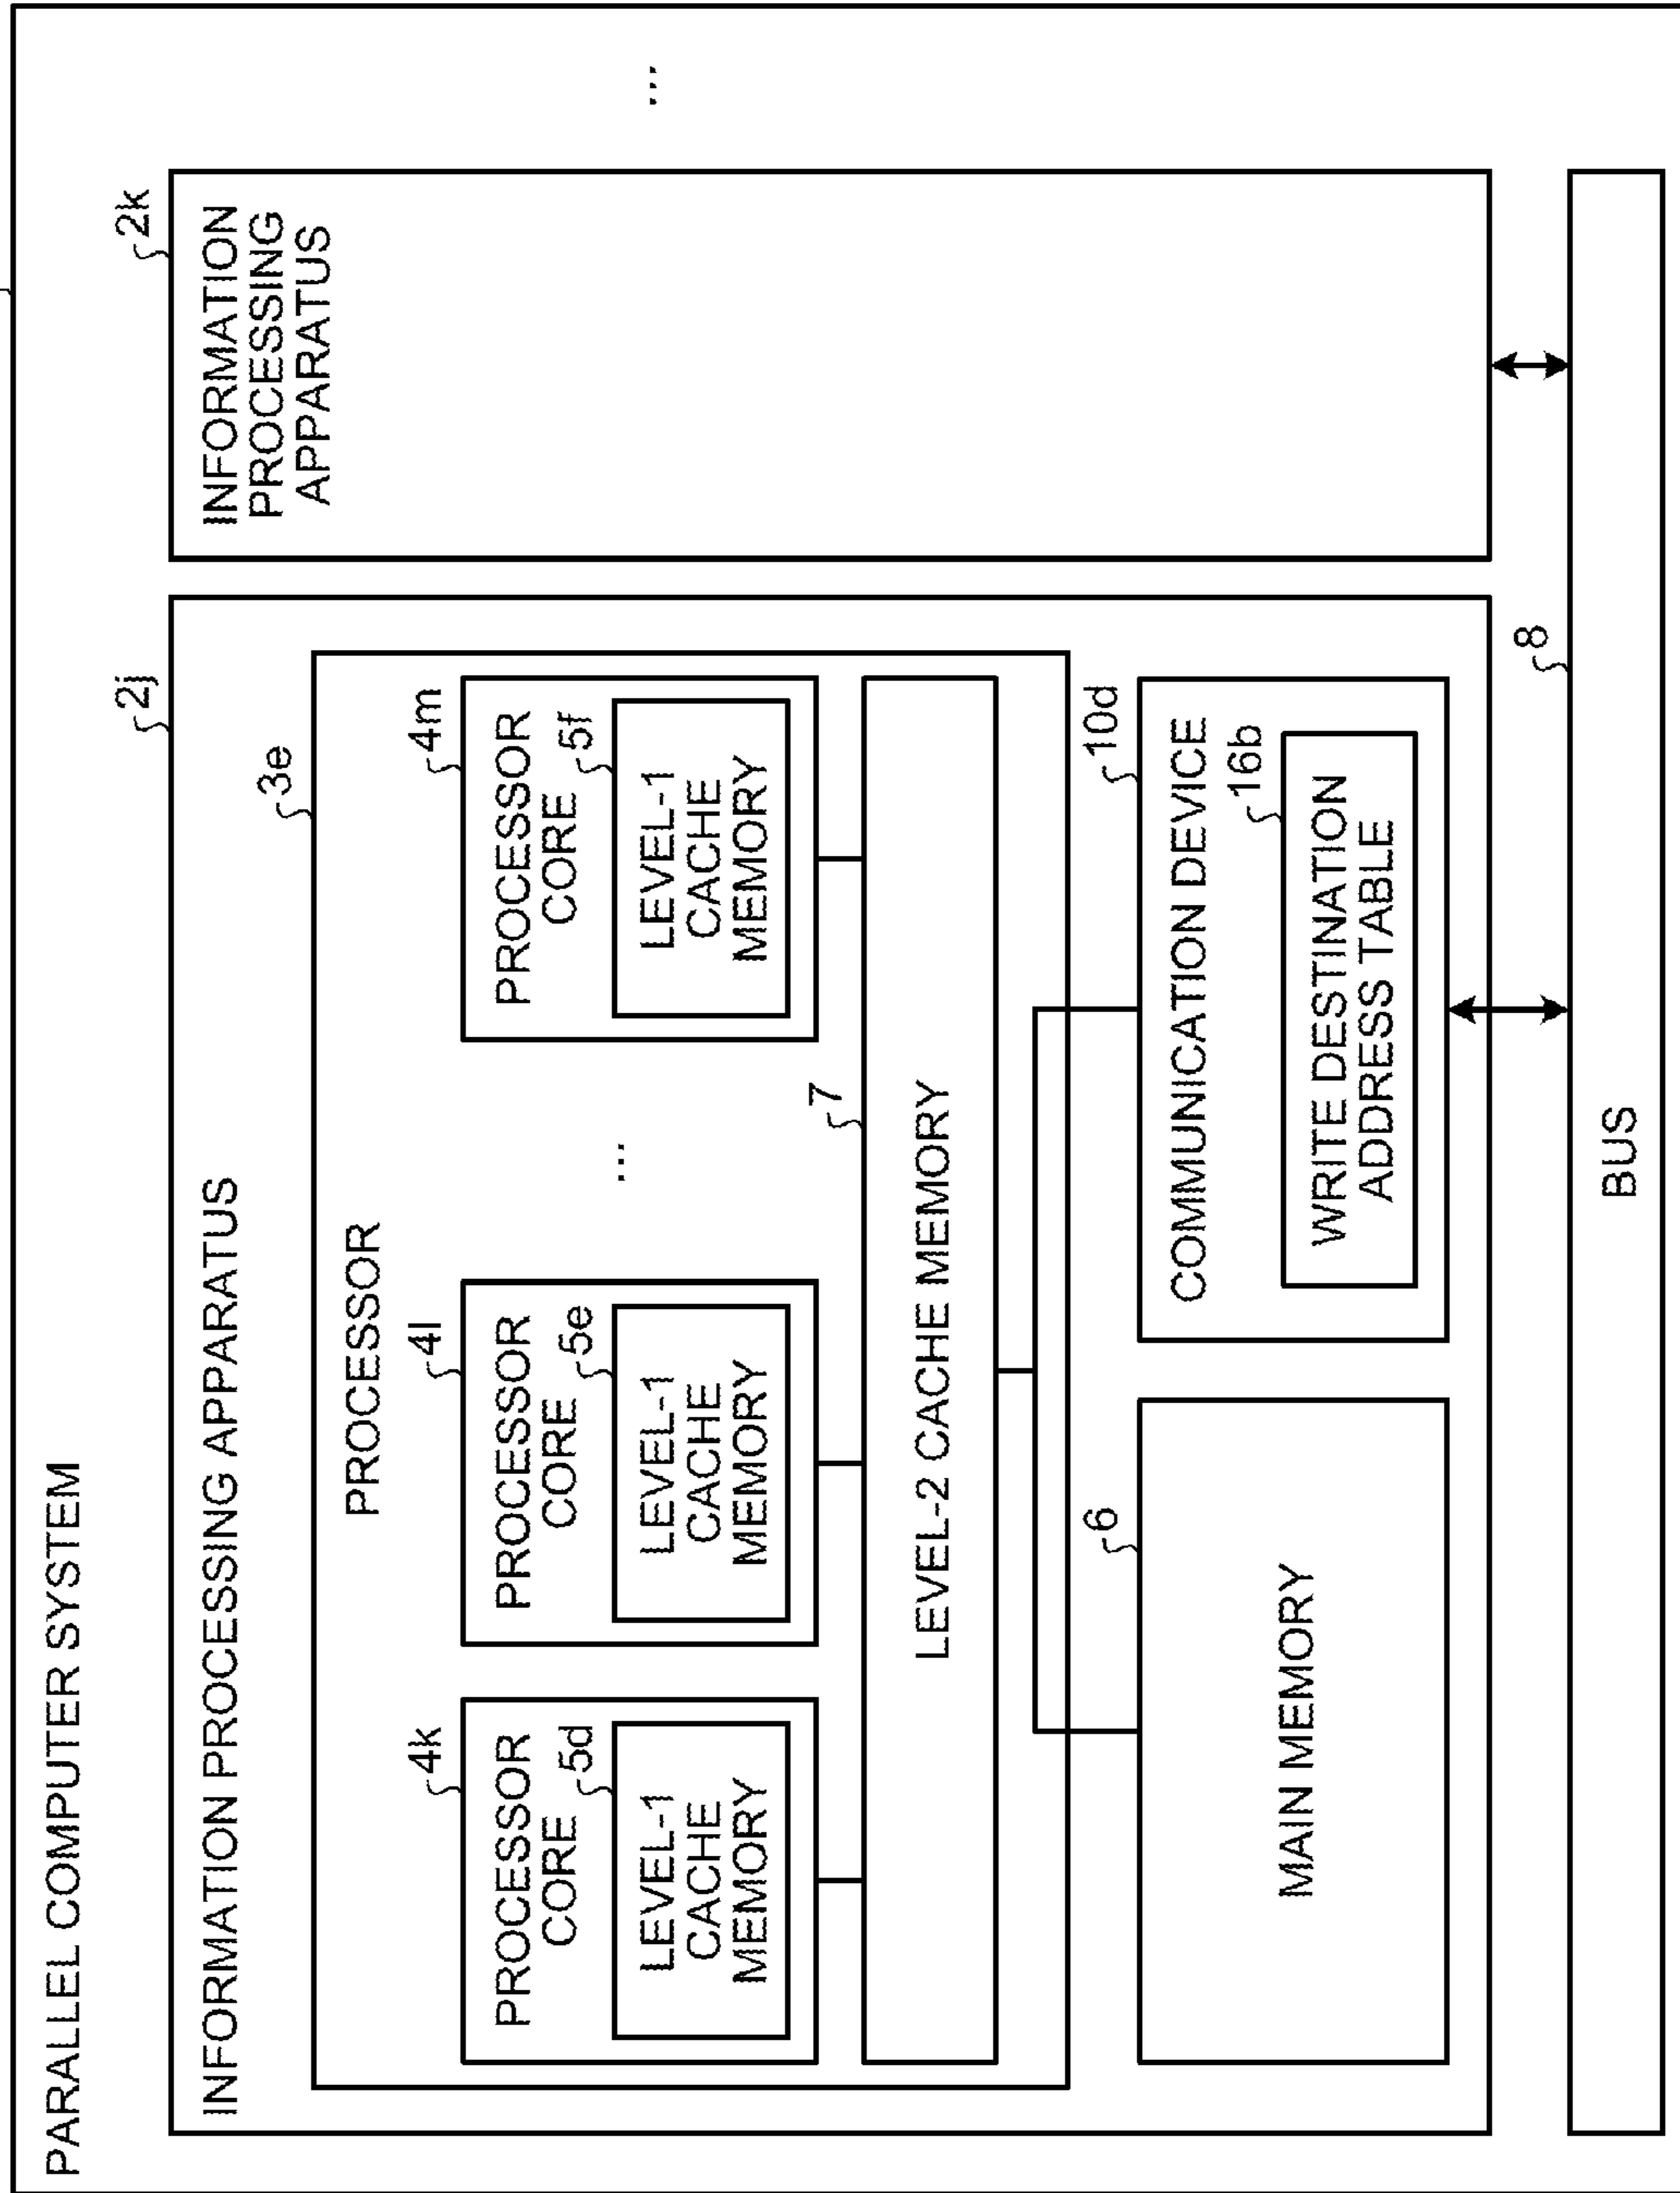 PARALLEL COMPUTER SYSTEM
2j
INFORMATION PROCESSING APPARATUS
3e
PROCESSOR
4k
PROCESSOR
CORE
5d
LEVEL-1
CACHE
MEMORY
4l
PROCESSOR
CORE
5e
LEVEL-1
CACHE
MEMORY
...
4m
PROCESSOR
CORE
5f
LEVEL-1
CACHE
MEMORY
7
LEVEL-2 CACHE MEMORY
6
MAIN MEMORY
10d
COMMUNICATION DEVICE
16b
WRITE DESTINATION
ADDRESS TABLE
2k
INFORMATION
PROCESSING
APPARATUS
...
8
BUS